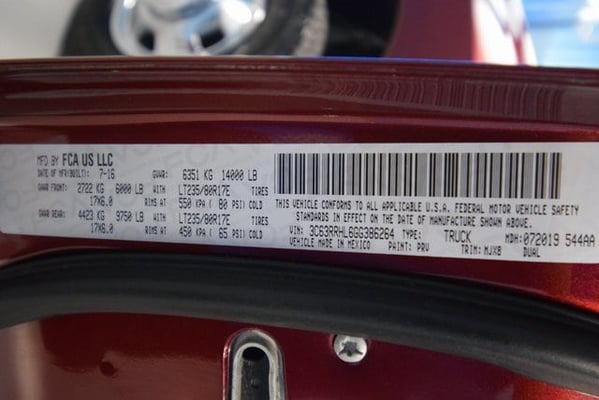 MFD BY FCA US LLC
DATE OF MFR(BUILT): 7-16 GVWR: 6351 KG 14000 LB
GAWR FRONT: 2722 KG 6000 LB WITH LT235/80R17E TIRES
17X6.0 RIMS AT 550 KPA ( 80 PSI) COLD
GAWR REAR: 4423 KG 9750 LB WITH LT235/80R17E TIRES
17X6.0 RIMS AT 450 KPA ( 65 PSI) COLD
THIS VEHICLE CONFORMS TO ALL APPLICABLE U.S.A. FEDERAL MOTOR VEHICLE SAFETY
STANDARDS IN EFFECT ON THE DATE OF MANUFACTURE SHOWN ABOVE.
VIN: 3C63RRHL6GG386264 TYPE: TRUCK MDH: 072019 544AA
VEHICLE MADE IN MEXICO PAINT: PRV TRIM: MJX8 DUAL